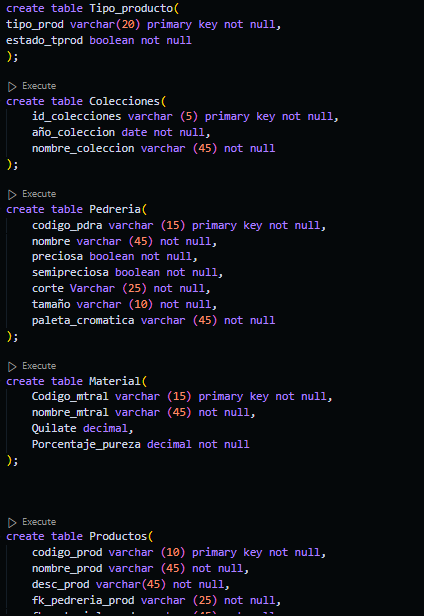 create table Tipo_producto(
tipo_prod varchar(20) primary key not null,
estado_tprod boolean not null
);
Execute
create table Colecciones(
id_colecciones varchar (5) primary key not null,
año_coleccion date not null,
nombre_coleccion varchar (45) not null
);
Execute
create table Pedreria(
codigo_pdra varchar (15) primary key not null,
nombre varchar (45) not null,
preciosa boolean not null,
semipreciosa boolean not null,
corte Varchar (25) not null,
tamaño varchar (10) not null,
paleta_cromatica varchar (45) not null
);
Execute
create table Material(
Codigo_mtral varchar (15) primary key not null,
nombre_mtral varchar (45) not null,
Quilate decimal,
Porcentaje_pureza decimal not null
);
Execute
create table Productos(
codigo_prod varchar (10) primary key not null,
nombre_prod varchar (45) not null,
desc_prod varchar(45) not null,
fk_pedreria_prod varchar (25) not null,